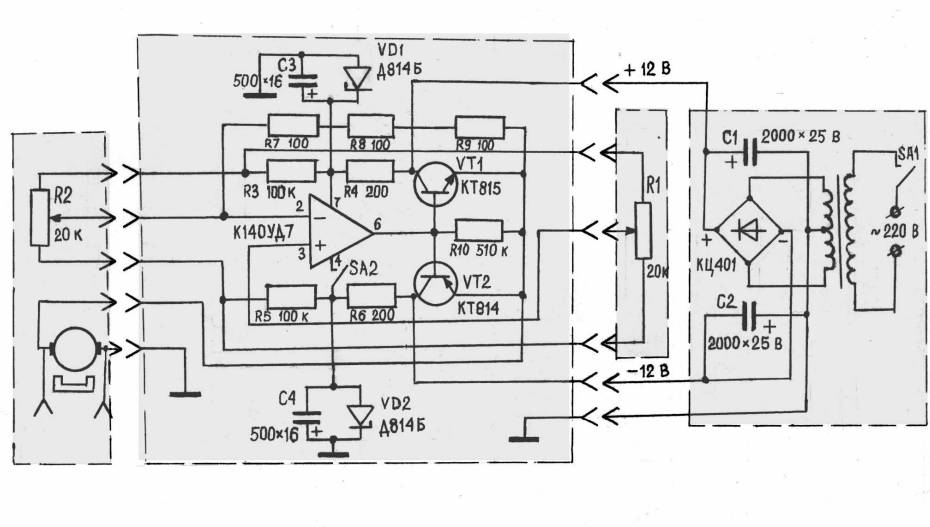 VD1
Д814Б
C3
500×16
+
+ 12 В
R7 100
R8 100
R9 100
C1
2000 × 25 В
+
SA1
R2
20 К
R3 100 к
R4 200
VT1
КТ815
R1
20К
2
7
К140УД7
−
+
6
3
4
SA2
R10 510 к
+
−
КЦ401
~ 220 В
VT2
КТ814
R5 100 к
R6 200
C2
+
2000 × 25 В
−12 В
C4
500×16
+
VD2
Д814Б